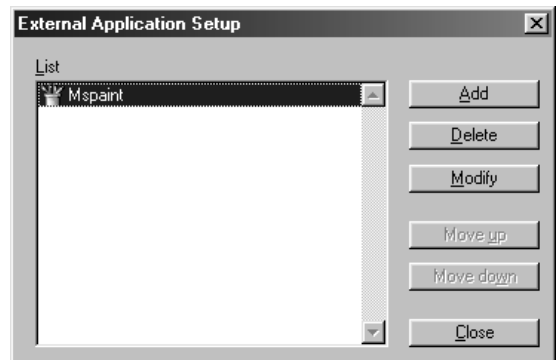 External Application Setup
List
Mspaint
Add
Delete
Modify
Move up
Move down
Close